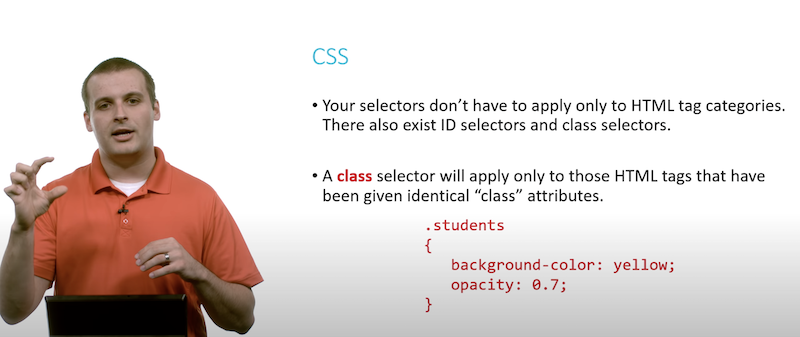 CSS
• Your selectors don’t have to apply only to HTML tag categories.
There also exist ID selectors and class selectors.
• A class selector will apply only to those HTML tags that have
been given identical “class” attributes.
.students
{
background-color: yellow;
opacity: 0.7;
}